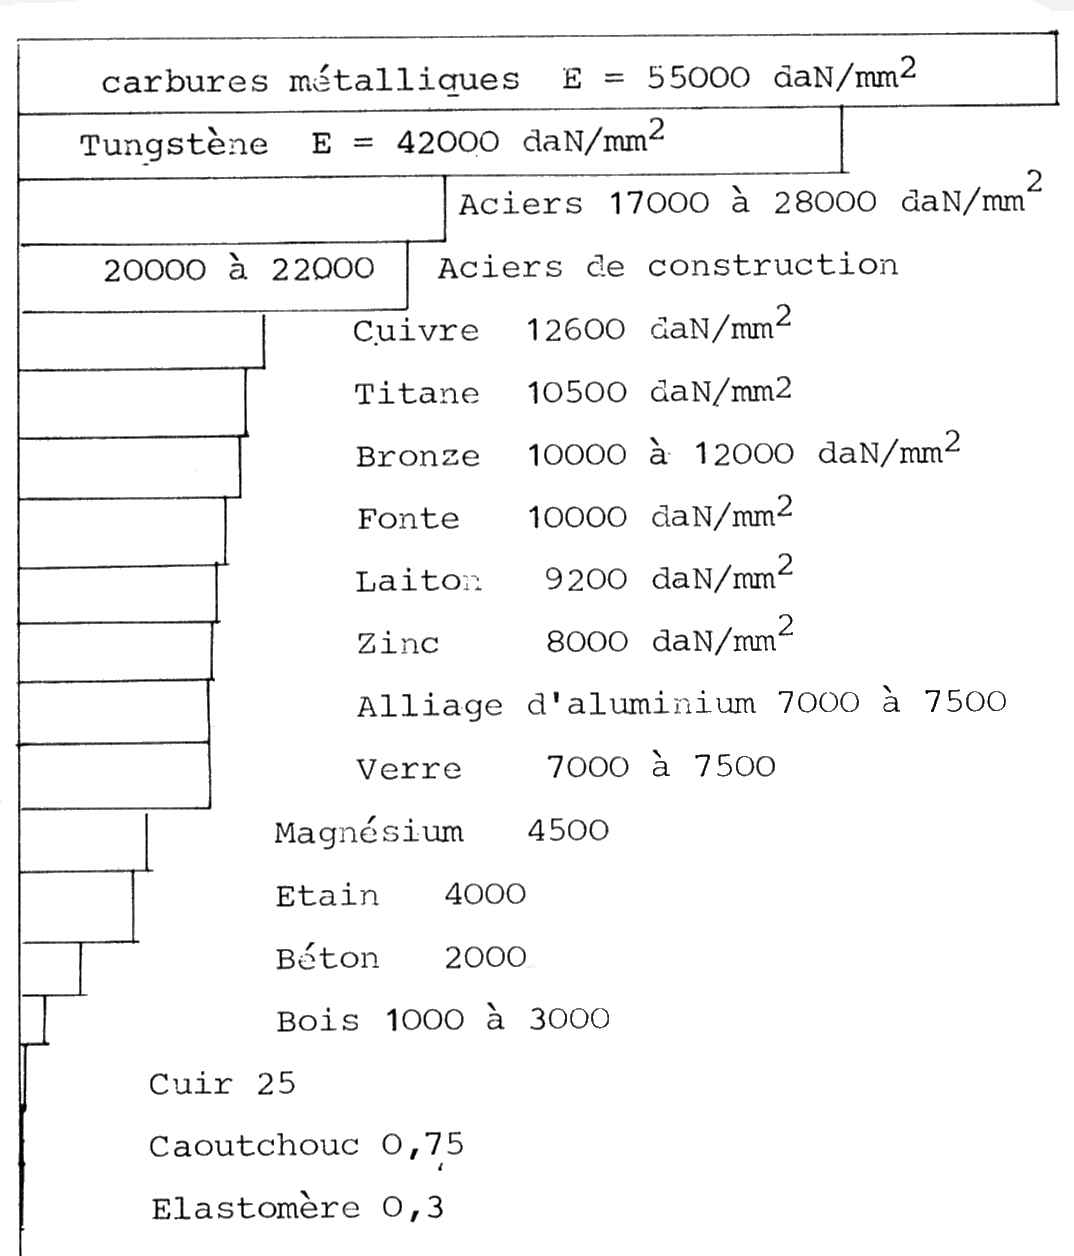 carbures métalliques E = 55000 daN/mm²
Tungstène E = 42000 daN/mm²
Aciers 17000 à 28000 daN/mm²
20000 à 22000 Aciers de construction
Cuivre 12600 daN/mm²
Titane 10500 daN/mm2
Bronze 10000 à 12000 daN/mm²
Fonte 10000 daN/mm²
Laiton 9200 daN/mm²
Zinc 8000 daN/mm²
Alliage d'aluminium 7000 à 7500
Verre 7000 à 7500
Magnésium 4500
Etain 4000
Béton 2000
Bois 1000 à 3000
Cuir 25
Caoutchouc 0,75
Elastomère 0,3